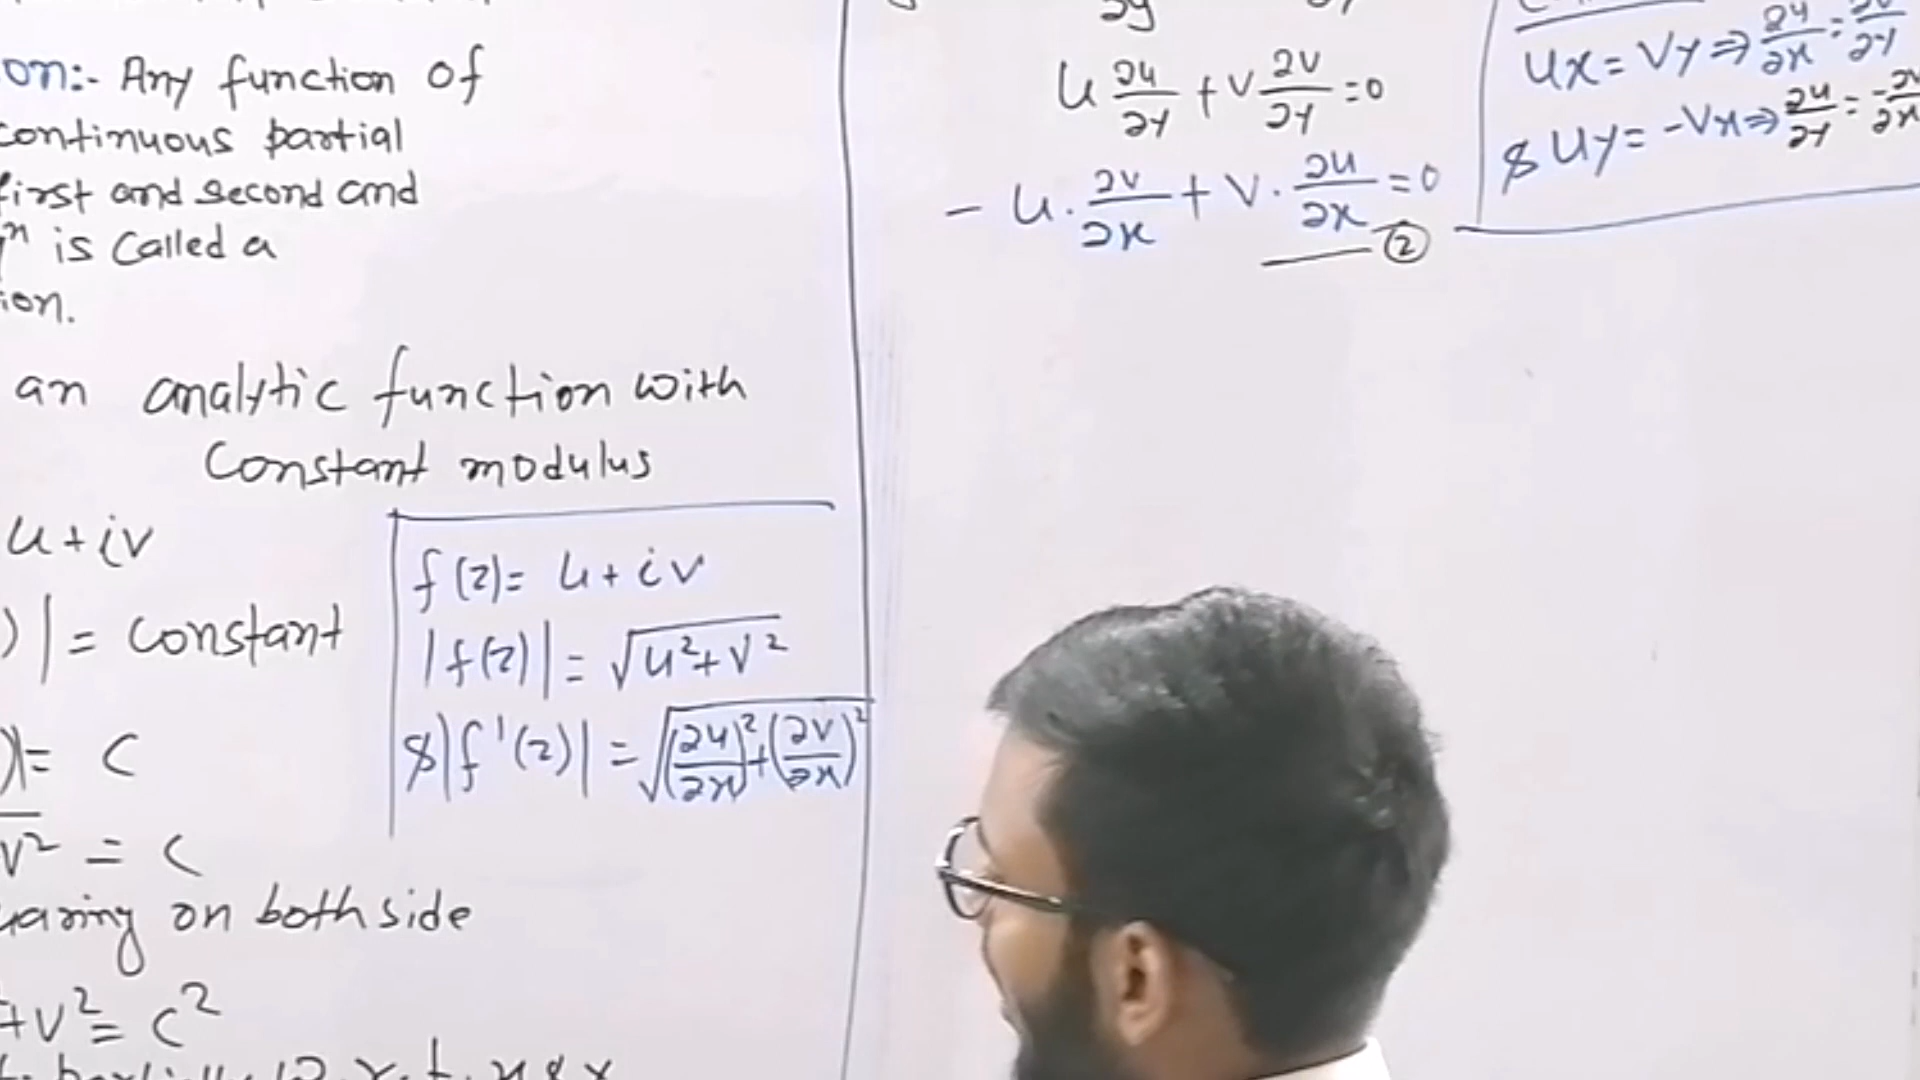 on:- Any function of
continuous partial
first and second and
is called a
ion.
an analytic function with
Constant modulus
u+iv
)|= constant
)|= c
v² = c
uaring on both side
+v²= c²
partially w.r.t. x & y
f(z)= u+iv
|f(z)|= √u²+v²
&|f'(z)|= √(∂u/∂x)²+(∂v/∂x)²
∂y
u ∂u/∂y + v ∂v/∂y =0
- u. ∂v/∂x + v. ∂u/∂x =0
②
ux= vy ⇒ ∂u/∂x = ∂v/∂y
& uy= -vx ⇒ ∂u/∂y = -∂v/∂x